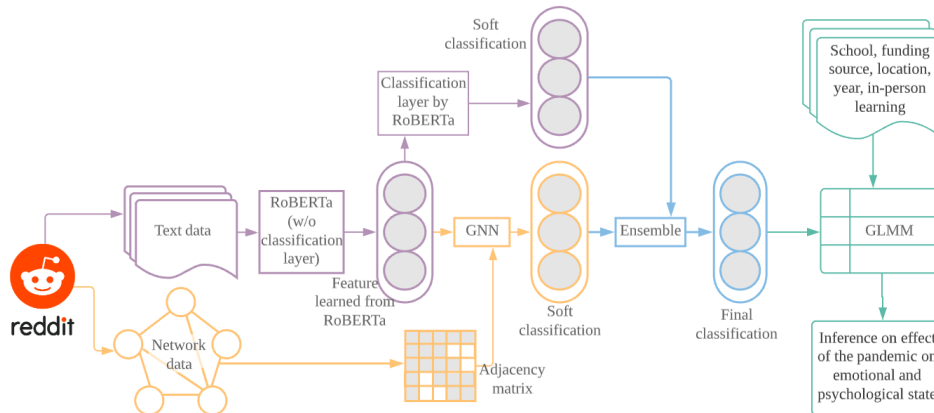 Soft
classification
Classification
layer by
RoBERTa
School, funding
source, location,
year, in-person
learning
Text data
RoBERTa
(w/o
classification
layer)
Feature
learned from
RoBERTa
GNN
Soft
classification
Ensemble
Final
classification
GLMM
reddit
Network
data
Adjacency
matrix
Inference on effect
of the pandemic on
emotional and
psychological state